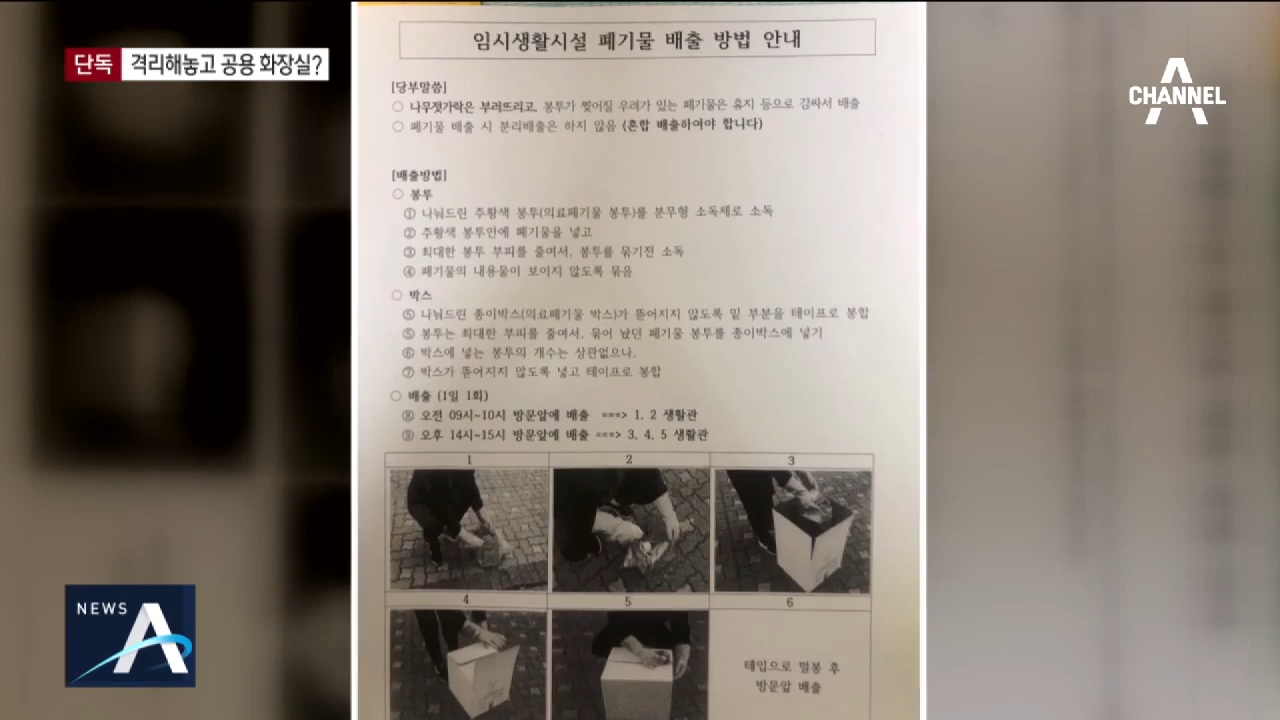 단독 격리해놓고 공용 화장실?
CHANNEL A
임시생활시설 폐기물 배출 방법 안내
[당부말씀]
○ 나무젓가락은 부러뜨리고, 봉투가 찢어질 우려가 있는 폐기물은 휴지 등으로 감싸서 배출
○ 폐기물 배출 시 분리배출은 하지 않음 (혼합 배출하여야 합니다)
[배출방법]
○ 봉투
① 나눠드린 주황색 봉투(의료폐기물 봉투)를 분무형 소독제로 소독
② 주황색 봉투안에 폐기물을 넣고
③ 최대한 봉투 부피를 줄여서, 봉투를 묶기전 소독
④ 폐기물의 내용물이 보이지 않도록 묶음
○ 박스
⑤ 나눠드린 종이박스(의료폐기물 박스)가 뜯어지지 않도록 밑 부분을 테이프로 봉합
⑤ 봉투는 최대한 부피를 줄여서, 묶어 놨던 폐기물 봉투를 종이박스에 넣기
⑥ 박스에 넣는 봉투의 개수는 상관없으나,
⑦ 박스가 뜯어지지 않도록 넣고 테이프로 봉합
○ 배출 (1일 1회)
⑧ 오전 09시~10시 방문앞에 배출 ===> 1, 2 생활관
⑨ 오후 14시~15시 방문앞에 배출 ===> 3, 4, 5 생활관
1 2 3
4 5 6
테입으로 밀봉 후
방문앞 배출
NEWS A